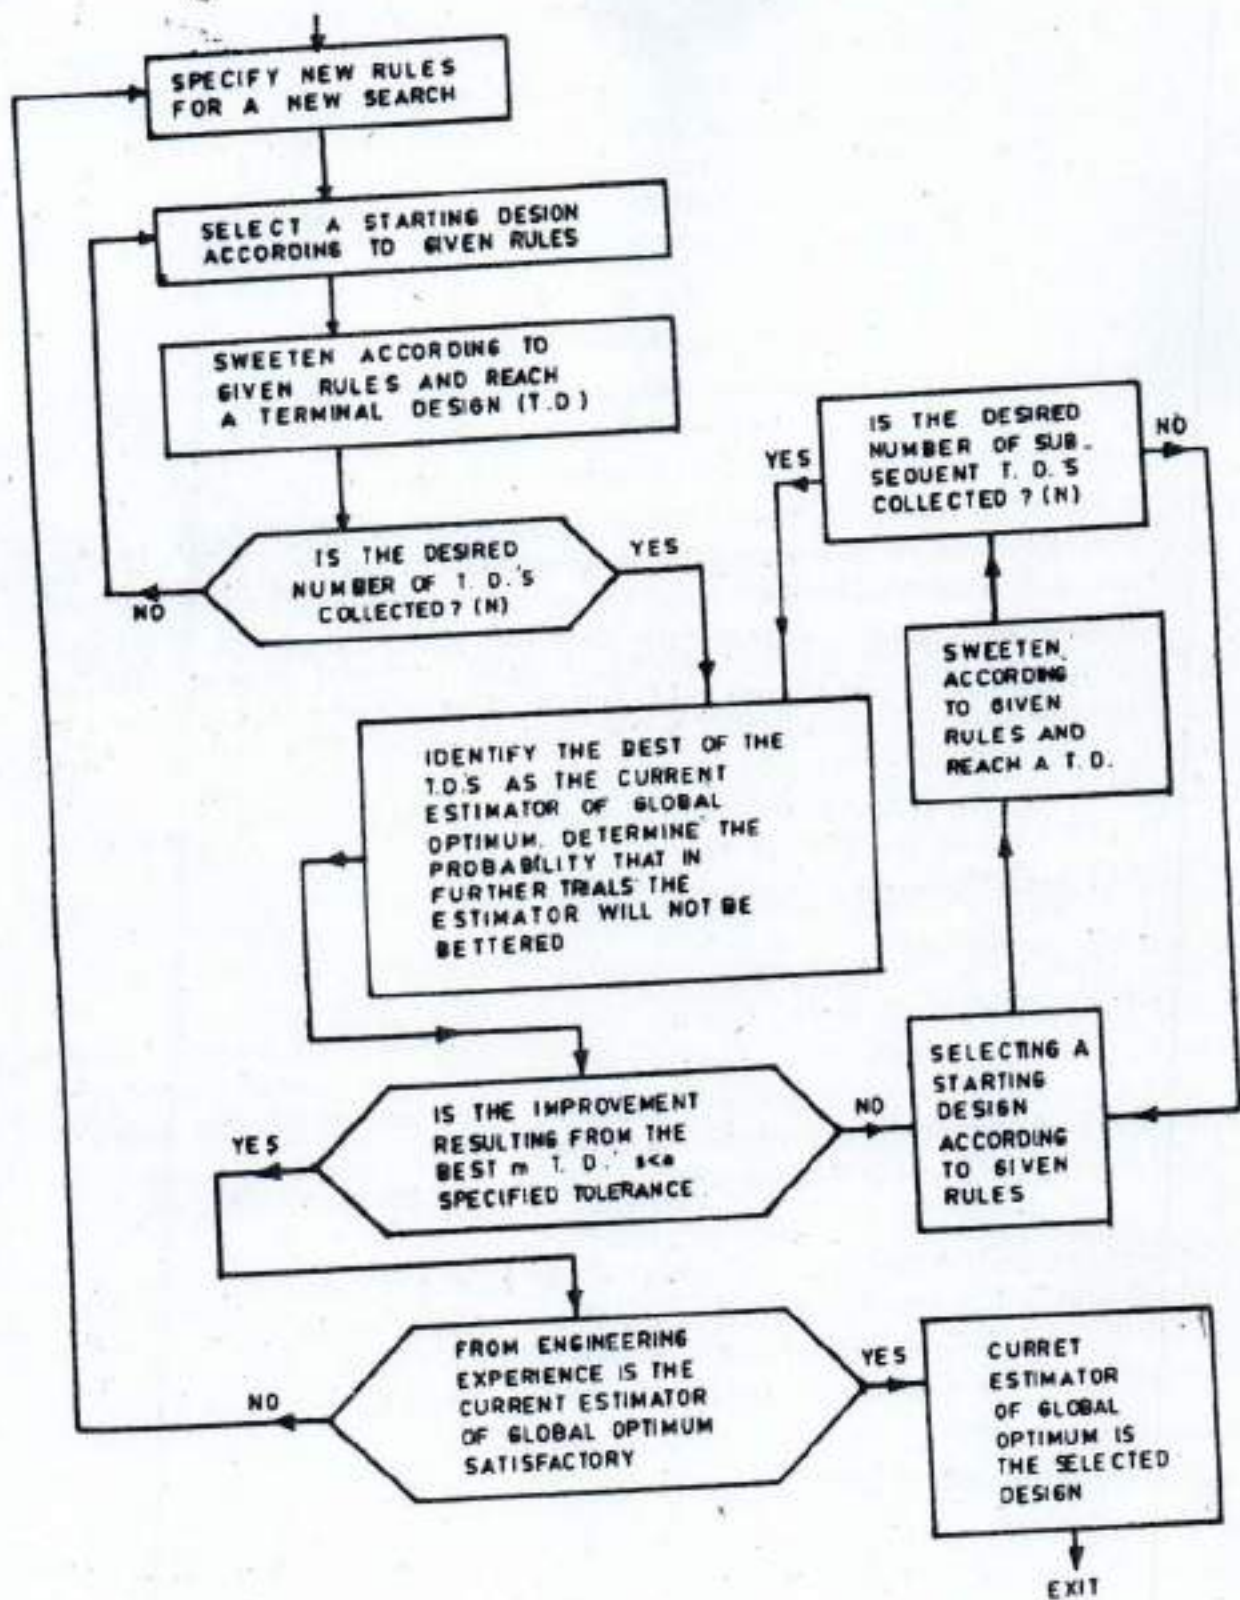 SPECIFY NEW RULES
FOR A NEW SEARCH
SELECT A STARTING DESIGN
ACCORDING TO GIVEN RULES
SWEETEN ACCORDING TO
GIVEN RULES AND REACH
A TERMINAL DESIGN (T.D)
IS THE DESIRED
NUMBER OF T. D.'S
COLLECTED? (N)
NO
YES
IS THE DESIRED
NUMBER OF SUB-
SEQUENT T. D.'S
COLLECTED ? (N)
YES
NO
SWEETEN
ACCORDING
TO GIVEN
RULES AND
REACH A T.D.
IDENTIFY THE BEST OF THE
T.D'S AS THE CURRENT
ESTIMATOR OF GLOBAL
OPTIMUM. DETERMINE THE
PROBABILITY THAT IN
FURTHER TRIALS THE
ESTIMATOR WILL NOT BE
BETTERED
SELECTING A
STARTING
DESIGN
ACCORDING
TO GIVEN
RULES
IS THE IMPROVEMENT
RESULTING FROM THE
BEST m T. D.' s<a
SPECIFIED TOLERANCE
YES
NO
FROM ENGINEERING
EXPERIENCE IS THE
CURRENT ESTIMATOR
OF GLOBAL OPTIMUM
SATISFACTORY
NO
YES
CURRET
ESTIMATOR
OF GLOBAL
OPTIMUM IS
THE SELECTED
DESIGN
EXIT